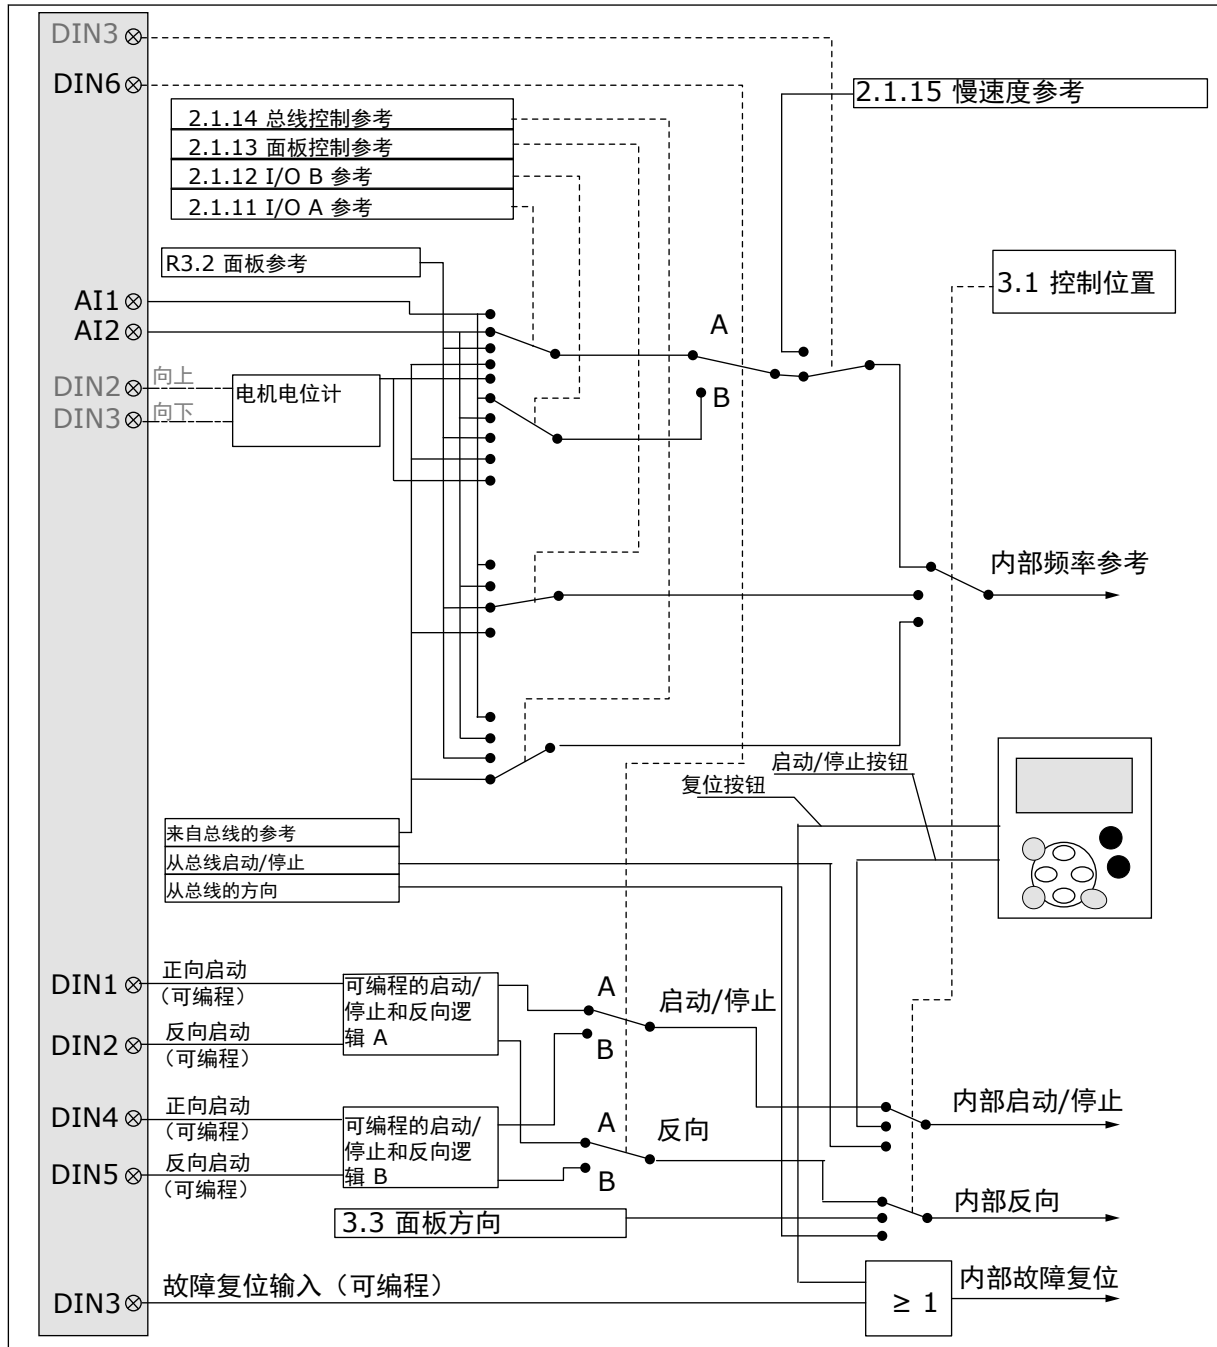 DIN3
DIN6
2.1.15 慢速度参考
2.1.14 总线控制参考
2.1.13 面板控制参考
2.1.12 I/O B 参考
2.1.11 I/O A 参考
R3.2 面板参考
3.1 控制位置
AI1
AI2
A
DIN2
向上
电机电位计
B
DIN3
向下
内部频率参考
启动/停止按钮
复位按钮
来自总线的参考
从总线启动/停止
从总线的方向
DIN1
正向启动
(可编程)
可编程的启动/
停止和反向逻
辑 A
A
启动/停止
DIN2
反向启动
(可编程)
B
DIN4
正向启动
(可编程)
可编程的启动/
停止和反向逻
辑 B
A
反向
内部启动/停止
DIN5
反向启动
(可编程)
B
3.3 面板方向
内部反向
DIN3
故障复位输入（可编程）
≥ 1
内部故障复位